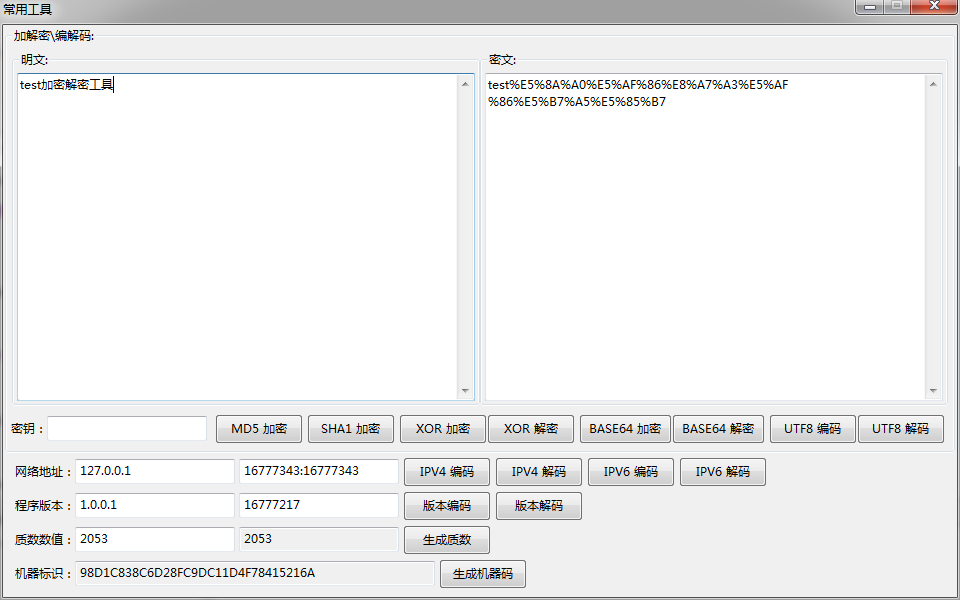 常用工具
加解密\编解码:
明文:
密文:
test加密解密工具
test%E5%8A%A0%E5%AF%86%E8%A7%A3%E5%AF
%86%E5%B7%A5%E5%85%B7
密钥： MD5 加密 SHA1 加密 XOR 加密 XOR 解密 BASE64 加密 BASE64 解密 UTF8 编码 UTF8 解码
网络地址： 127.0.0.1 16777343:16777343 IPV4 编码 IPV4 解码 IPV6 编码 IPV6 解码
程序版本： 1.0.0.1 16777217 版本编码 版本解码
质数数值： 2053 2053 生成质数
机器标识： 98D1C838C6D28FC9DC11D4F78415216A 生成机器码